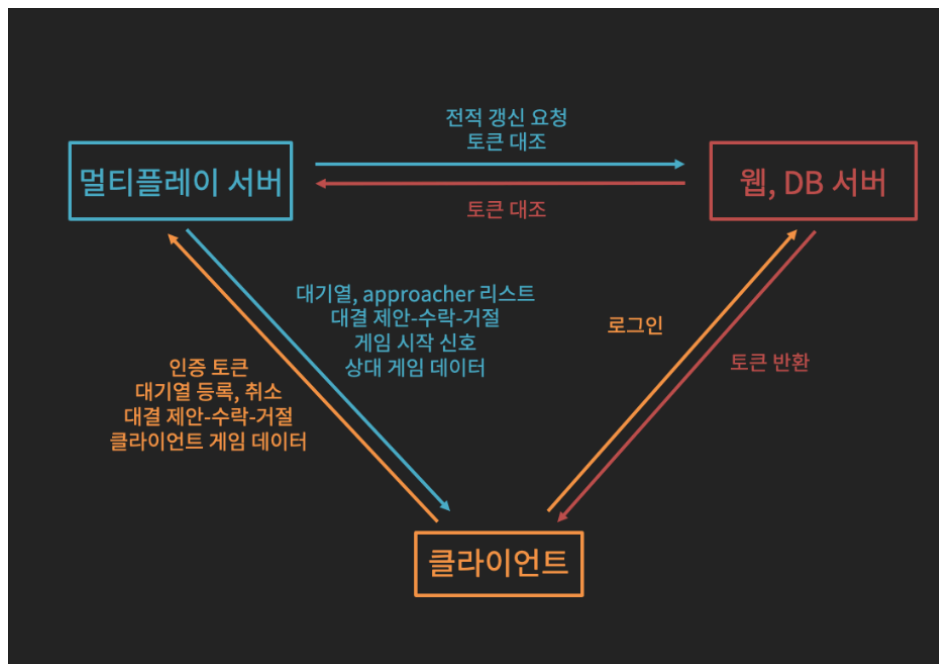 전적 갱신 요청
토큰 대조
멀티플레이 서버
웹, DB 서버
토큰 대조
대기열, approacher 리스트
대결 제안-수락-거절
게임 시작 신호
상대 게임 데이터
로그인
인증 토큰
대기열 등록, 취소
대결 제안-수락-거절
클라이언트 게임 데이터
토큰 반환
클라이언트